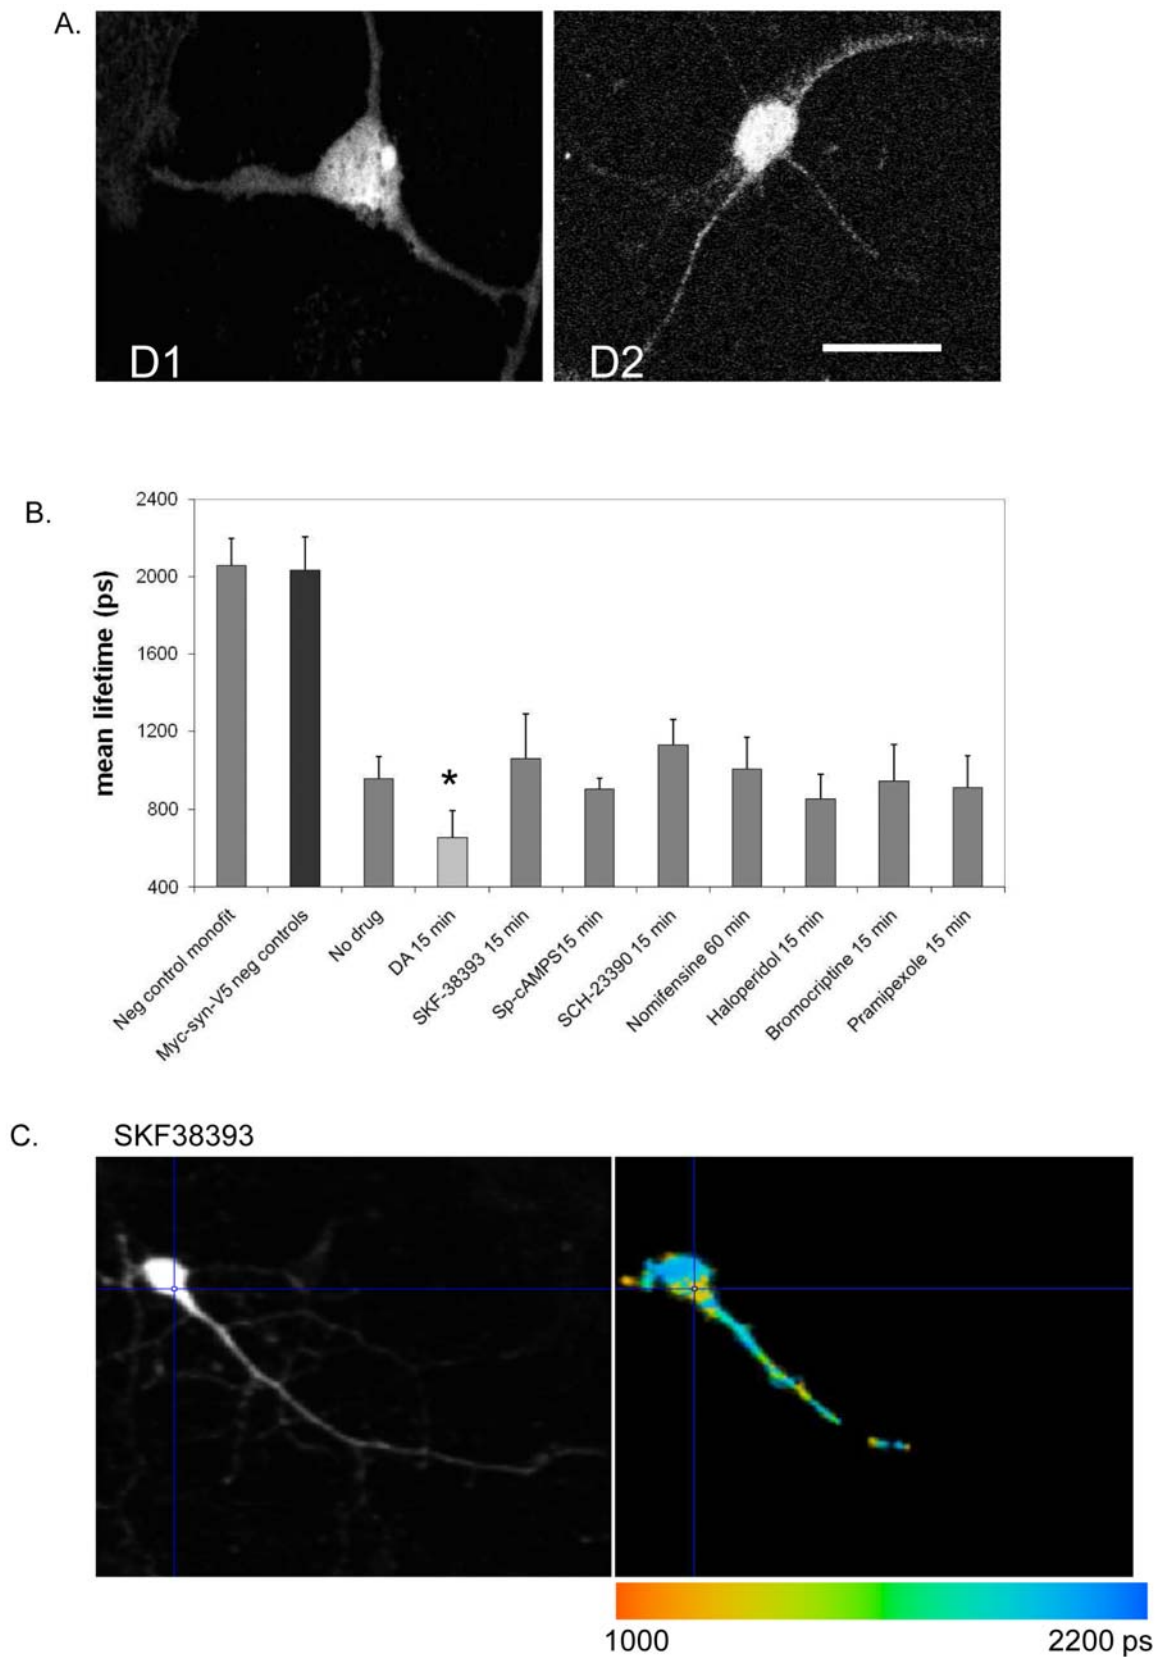 A.
D1
D2
B.
mean lifetime (ps)
2400
2000
1600
1200
800
400
Neg control monofit
Myc-syn-V5 neg controls
No drug
DA 15 min
SKF-38393 15 min
Sp-cAMPS15 min
SCH-23390 15 min
Nomifensine 60 min
Haloperidol 15 min
Bromocriptine 15 min
Pramipexole 15 min
*
C.
SKF38393
1000
2200 ps